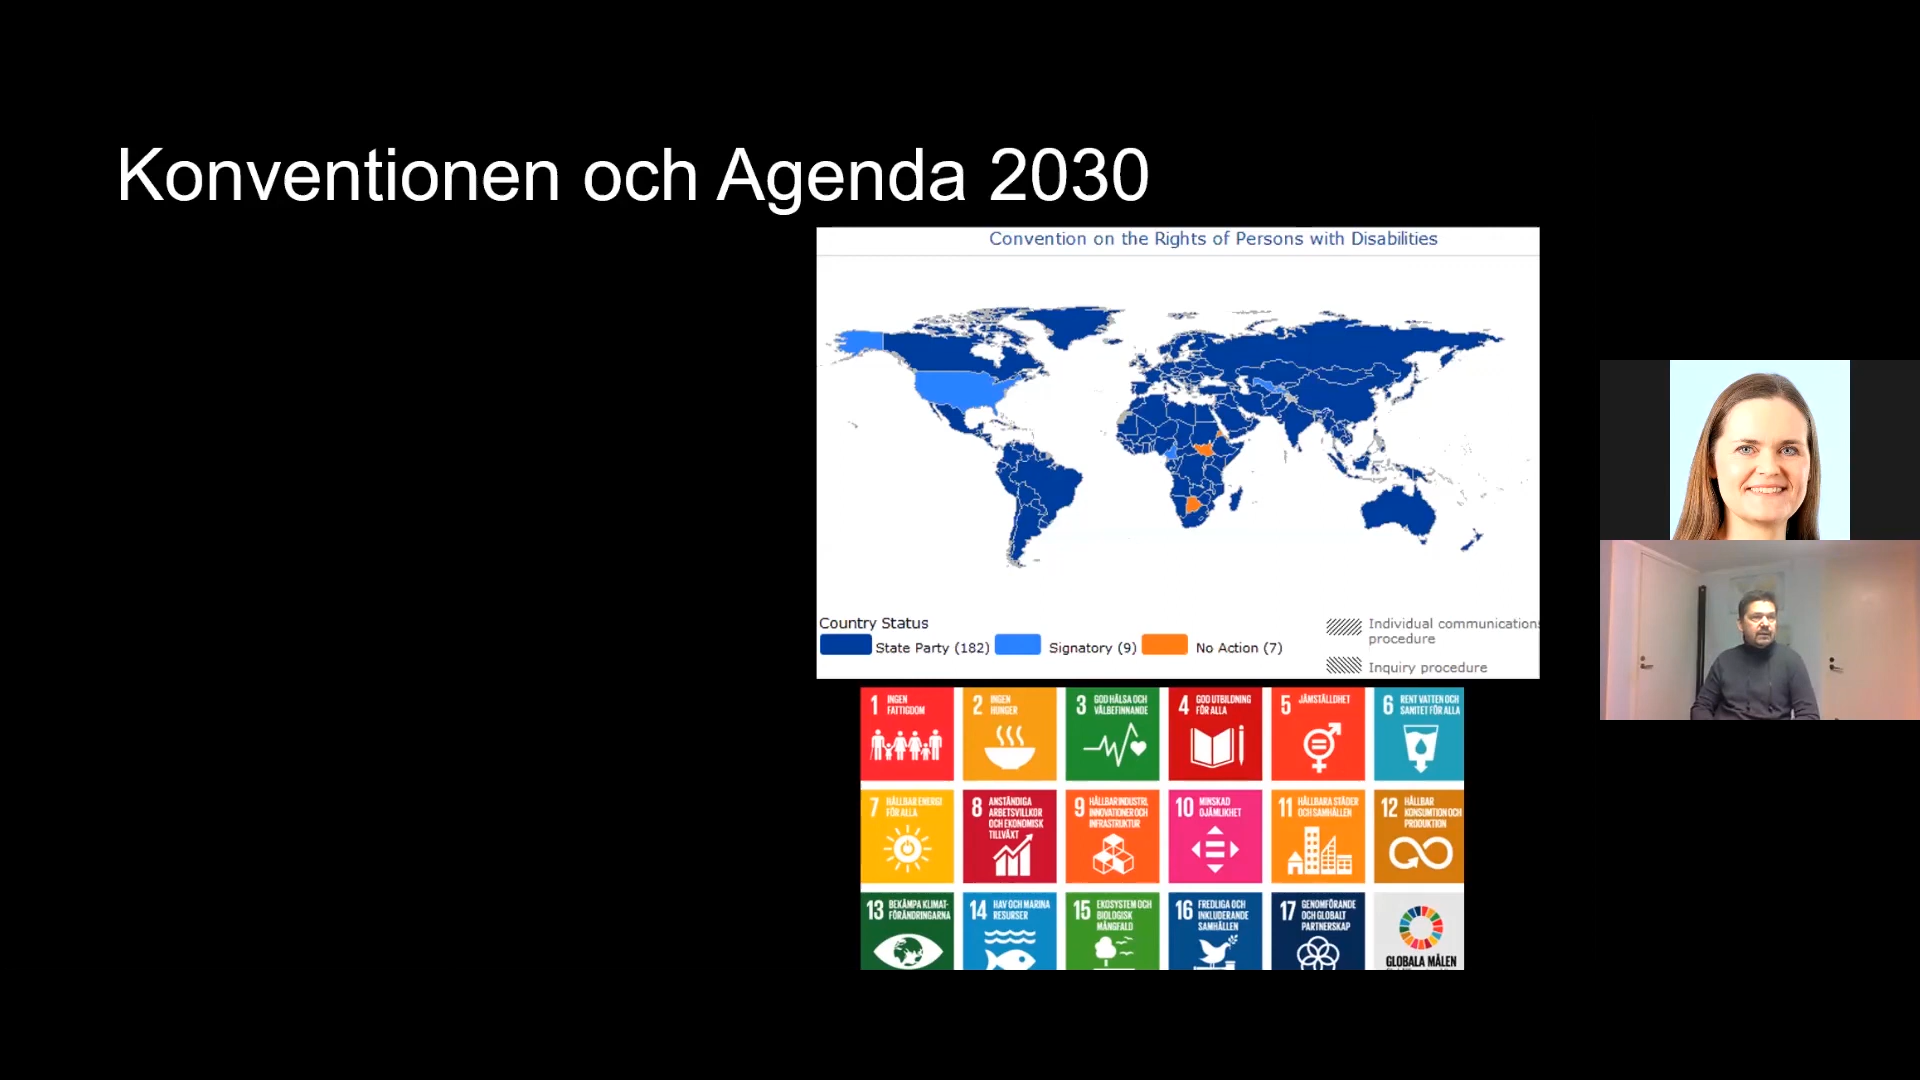 Konventionen och Agenda 2030
Convention on the Rights of Persons with Disabilities
Country Status
State Party (182)
Signatory (9)
No Action (7)
Individual communications
procedure
Inquiry procedure
1 INGEN
FATTIGDOM
2 INGEN
HUNGER
3 GOD HÄLSA OCH
VÄLBEFINNANDE
4 GOD UTBILDNING
FÖR ALLA
5 JÄMSTÄLLDHET
6 RENT VATTEN OCH
SANITET FÖR ALLA
7 HÅLLBAR ENERGI
FÖR ALLA
8 ANSTÄNDIGA
ARBETSVILLKOR
OCH EKONOMISK
TILLVÄXT
9 HÅLLBAR INDUSTRI,
INNOVATIONER OCH
INFRASTRUKTUR
10 MINSKAD
OJÄMLIKHET
11 HÅLLBARA STÄDER
OCH SAMHÄLLEN
12 HÅLLBAR
KONSUMTION OCH
PRODUKTION
13 BEKÄMPA KLIMAT-
FÖRÄNDRINGARNA
14 HAV OCH MARINA
RESURSER
15 EKOSYSTEM OCH
BIOLOGISK
MÅNGFALD
16 FREDLIGA OCH
INKLUDERANDE
SAMHÄLLEN
17 GENOMFÖRANDE
OCH GLOBALT
PARTNERSKAP
GLOBALA MÅLEN